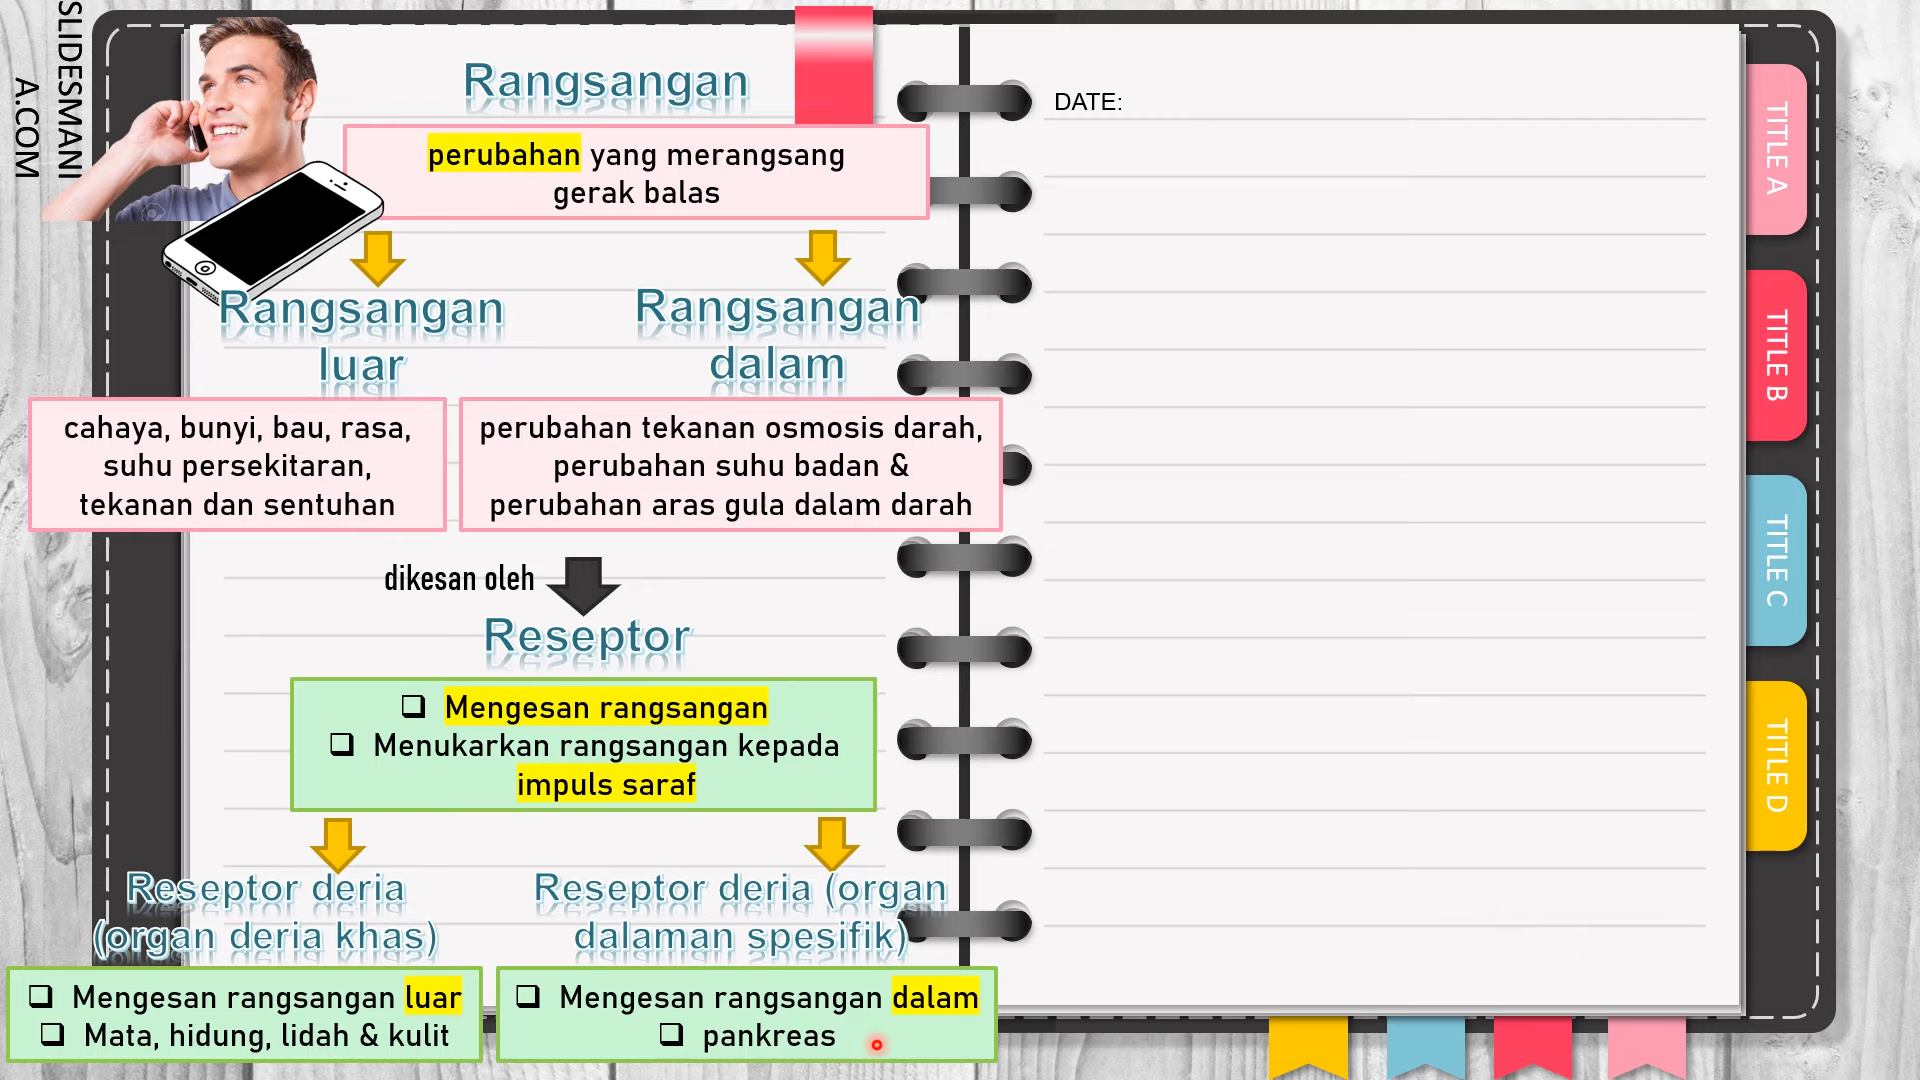 SLIDESMANI
A.COM
Rangsangan
perubahan yang merangsang
gerak balas
Rangsangan
luar
Rangsangan
dalam
cahaya, bunyi, bau, rasa,
suhu persekitaran,
tekanan dan sentuhan
perubahan tekanan osmosis darah,
perubahan suhu badan &
perubahan aras gula dalam darah
dikesan oleh
Reseptor
Mengesan rangsangan
Menukarkan rangsangan kepada
impuls saraf
Reseptor deria
(organ deria khas)
Reseptor deria (organ
dalaman spesifik)
Mengesan rangsangan luar
Mata, hidung, lidah & kulit
Mengesan rangsangan dalam
pankreas
DATE:
TITLE A
TITLE B
TITLE C
TITLE D